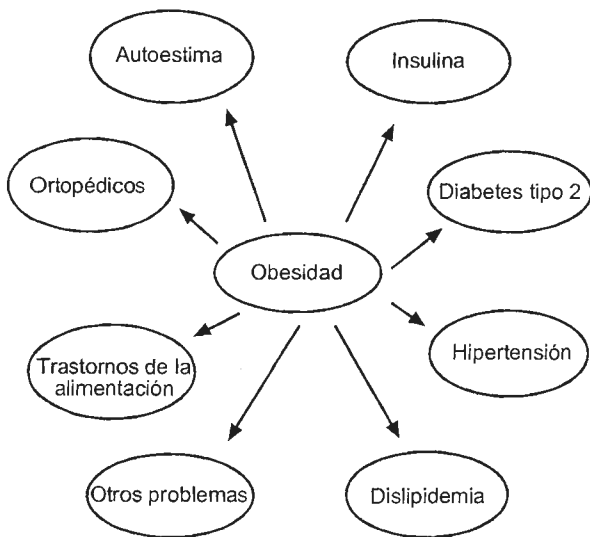 Autoestima
Insulina
Ortopédicos
Diabetes tipo 2
Obesidad
Trastornos de la
alimentación
Hipertensión
Otros problemas
Dislipidemia